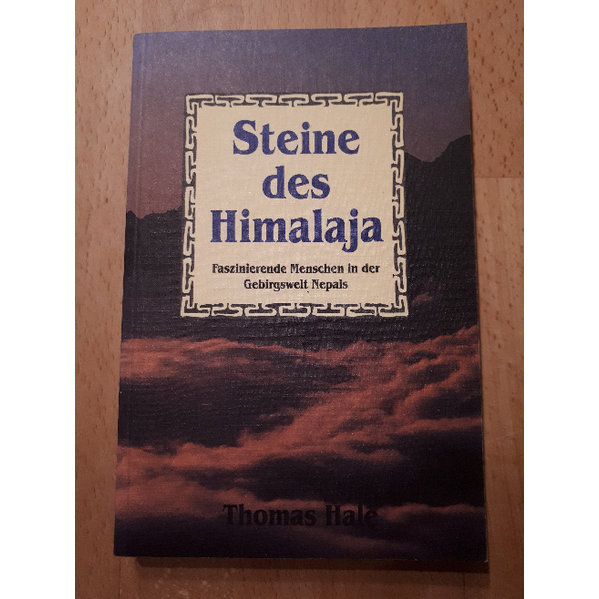 Steine
des
Himalaja
Faszinierende Menschen in der
Gebirgswelt Nepals
Thomas Hale